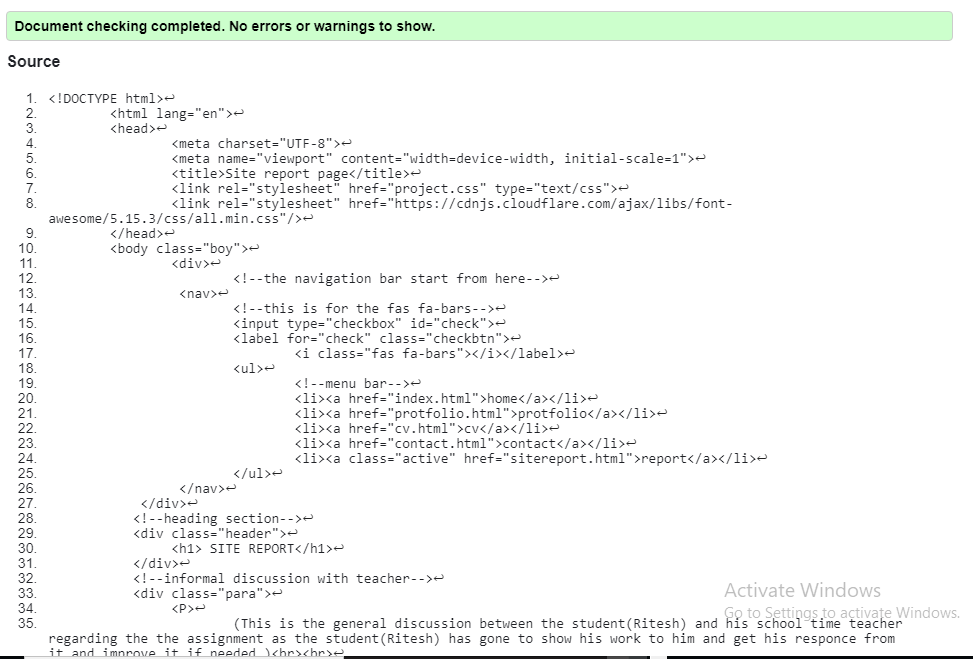 Document checking completed. No errors or warnings to show.
Source
1. <!DOCTYPE html>↩
2. <html lang="en">↩
3. <head>↩
4. <meta charset="UTF-8">↩
5. <meta name="viewport" content="width=device-width, initial-scale=1">↩
6. <title>Site report page</title>↩
7. <link rel="stylesheet" href="project.css" type="text/css">↩
8. <link rel="stylesheet" href="https://cdnjs.cloudflare.com/ajax/libs/font-
awesome/5.15.3/css/all.min.css"/>↩
9. </head>↩
10. <body class="boy">↩
11. <div>↩
12. <!--the navigation bar start from here-->↩
13. <nav>↩
14. <!--this is for the fas fa-bars-->↩
15. <input type="checkbox" id="check">↩
16. <label for="check" class="checkbtn">↩
17. <i class="fas fa-bars"></i></label>↩
18. <ul>↩
19. <!--menu bar-->↩
20. <li><a href="index.html">home</a></li>↩
21. <li><a href="protfolio.html">protfolio</a></li>↩
22. <li><a href="cv.html">cv</a></li>↩
23. <li><a href="contact.html">contact</a></li>↩
24. <li><a class="active" href="sitereport.html">report</a></li>↩
25. </ul>↩
26. </nav>↩
27. </div>↩
28. <!--heading section-->↩
29. <div class="header">↩
30. <h1> SITE REPORT</h1>↩
31. </div>↩
32. <!--informal discussion with teacher-->↩
33. <div class="para">↩
34. <P>↩
35. (This is the general discussion between the student(Ritesh) and his school time teacher
regarding the the assignment as the student(Ritesh) has gone to show his work to him and get his responce from
it and improve it if needed.)<br><br>↩
Activate Windows
Go to Settings to activate Windows.